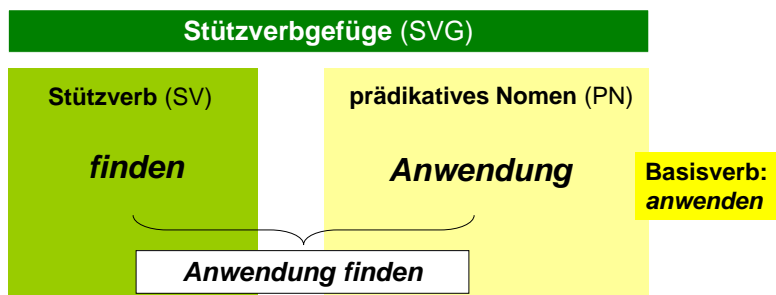 Stützverbgefüge (SVG)
Stützverb (SV)
prädikatives Nomen (PN)
finden
Anwendung
Basisverb:
anwenden
Anwendung finden